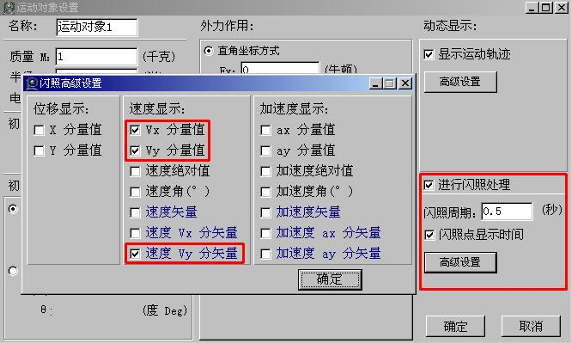 运动对象设置
名称:
运动对象1
质量 M:
1
(千克)
电
初
初
θ:
(度 Deg)
外力作用:
直角坐标方式
Fx:
0
(牛顿)
动态显示:
显示运动轨迹
高级设置
进行闪照处理
闪照周期:
0.5
(秒)
闪照点显示时间
高级设置
确定
取消
闪照高级设置
位移显示:
X 分量值
Y 分量值
速度显示:
Vx 分量值
Vy 分量值
速度绝对值
速度角(°)
速度矢量
速度 Vx 分矢量
速度 Vy 分矢量
加速度显示:
ax 分量值
ay 分量值
加速度绝对值
加速度角(°)
加速度矢量
加速度 ax 分矢量
加速度 ay 分矢量
确定